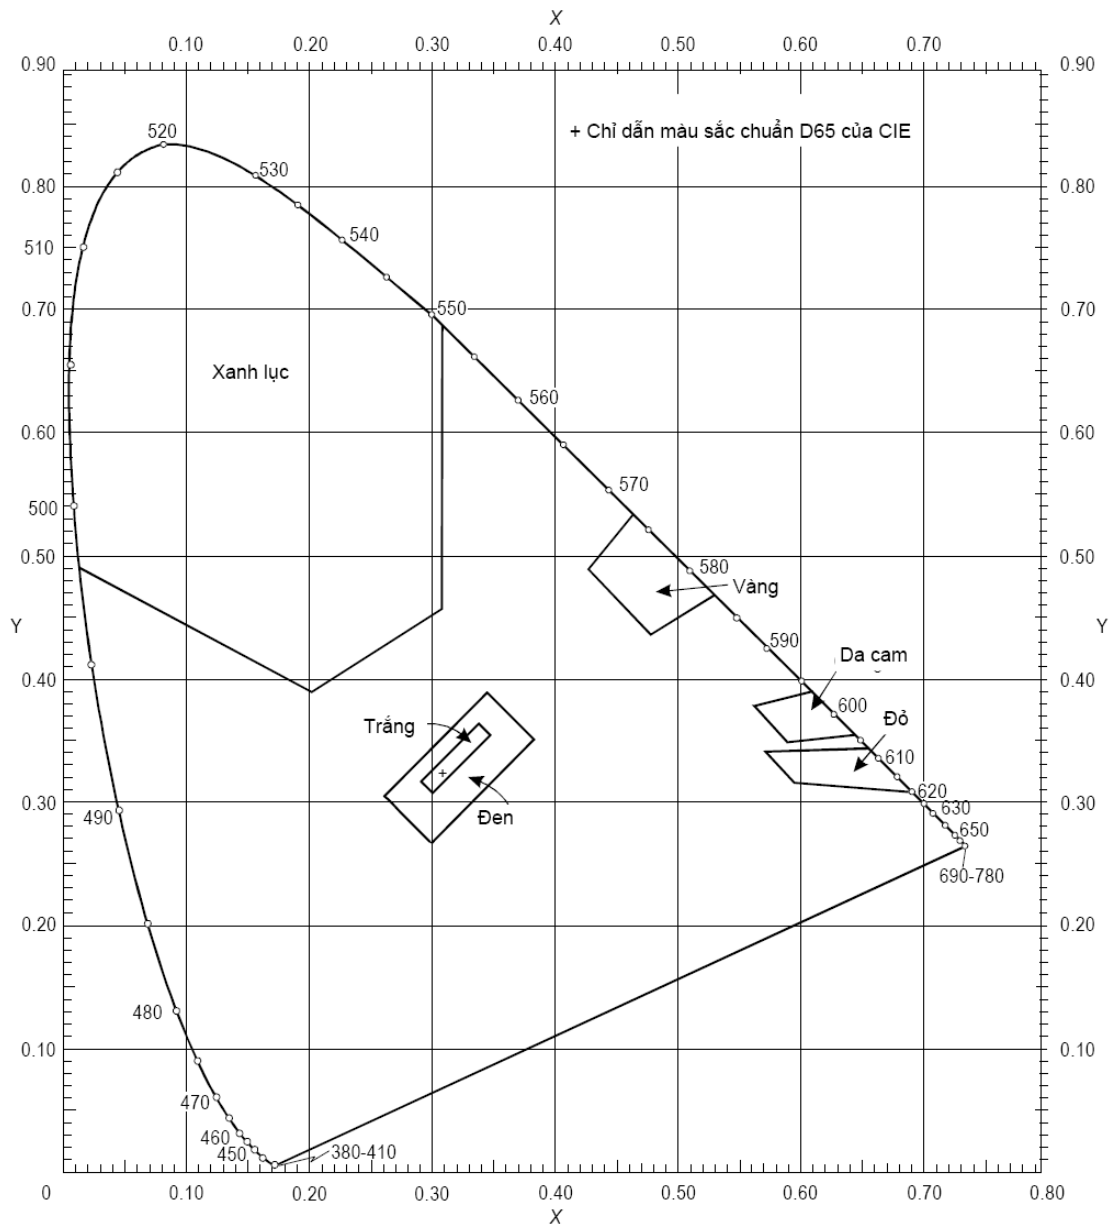 X
0.10 0.20 0.30 0.40 0.50 0.60 0.70
0.90 0.90
+ Chỉ dẫn màu sắc chuẩn D65 của CIE
520
530
0.80 0.80
540
510
0.70 550 0.70
Xanh lục
560
0.60 0.60
570
500
0.50 0.50
580
Vàng
Y Y
590
Da cam
0.40 0.40
600
Đỏ
Trắng
610
620
0.30 0.30
630
490
Đen
650
690-780
0.20 0.20
480
0.10 0.10
470
460
450
380-410
0 0.10 0.20 0.30 0.40 0.50 0.60 0.70 0.80
X